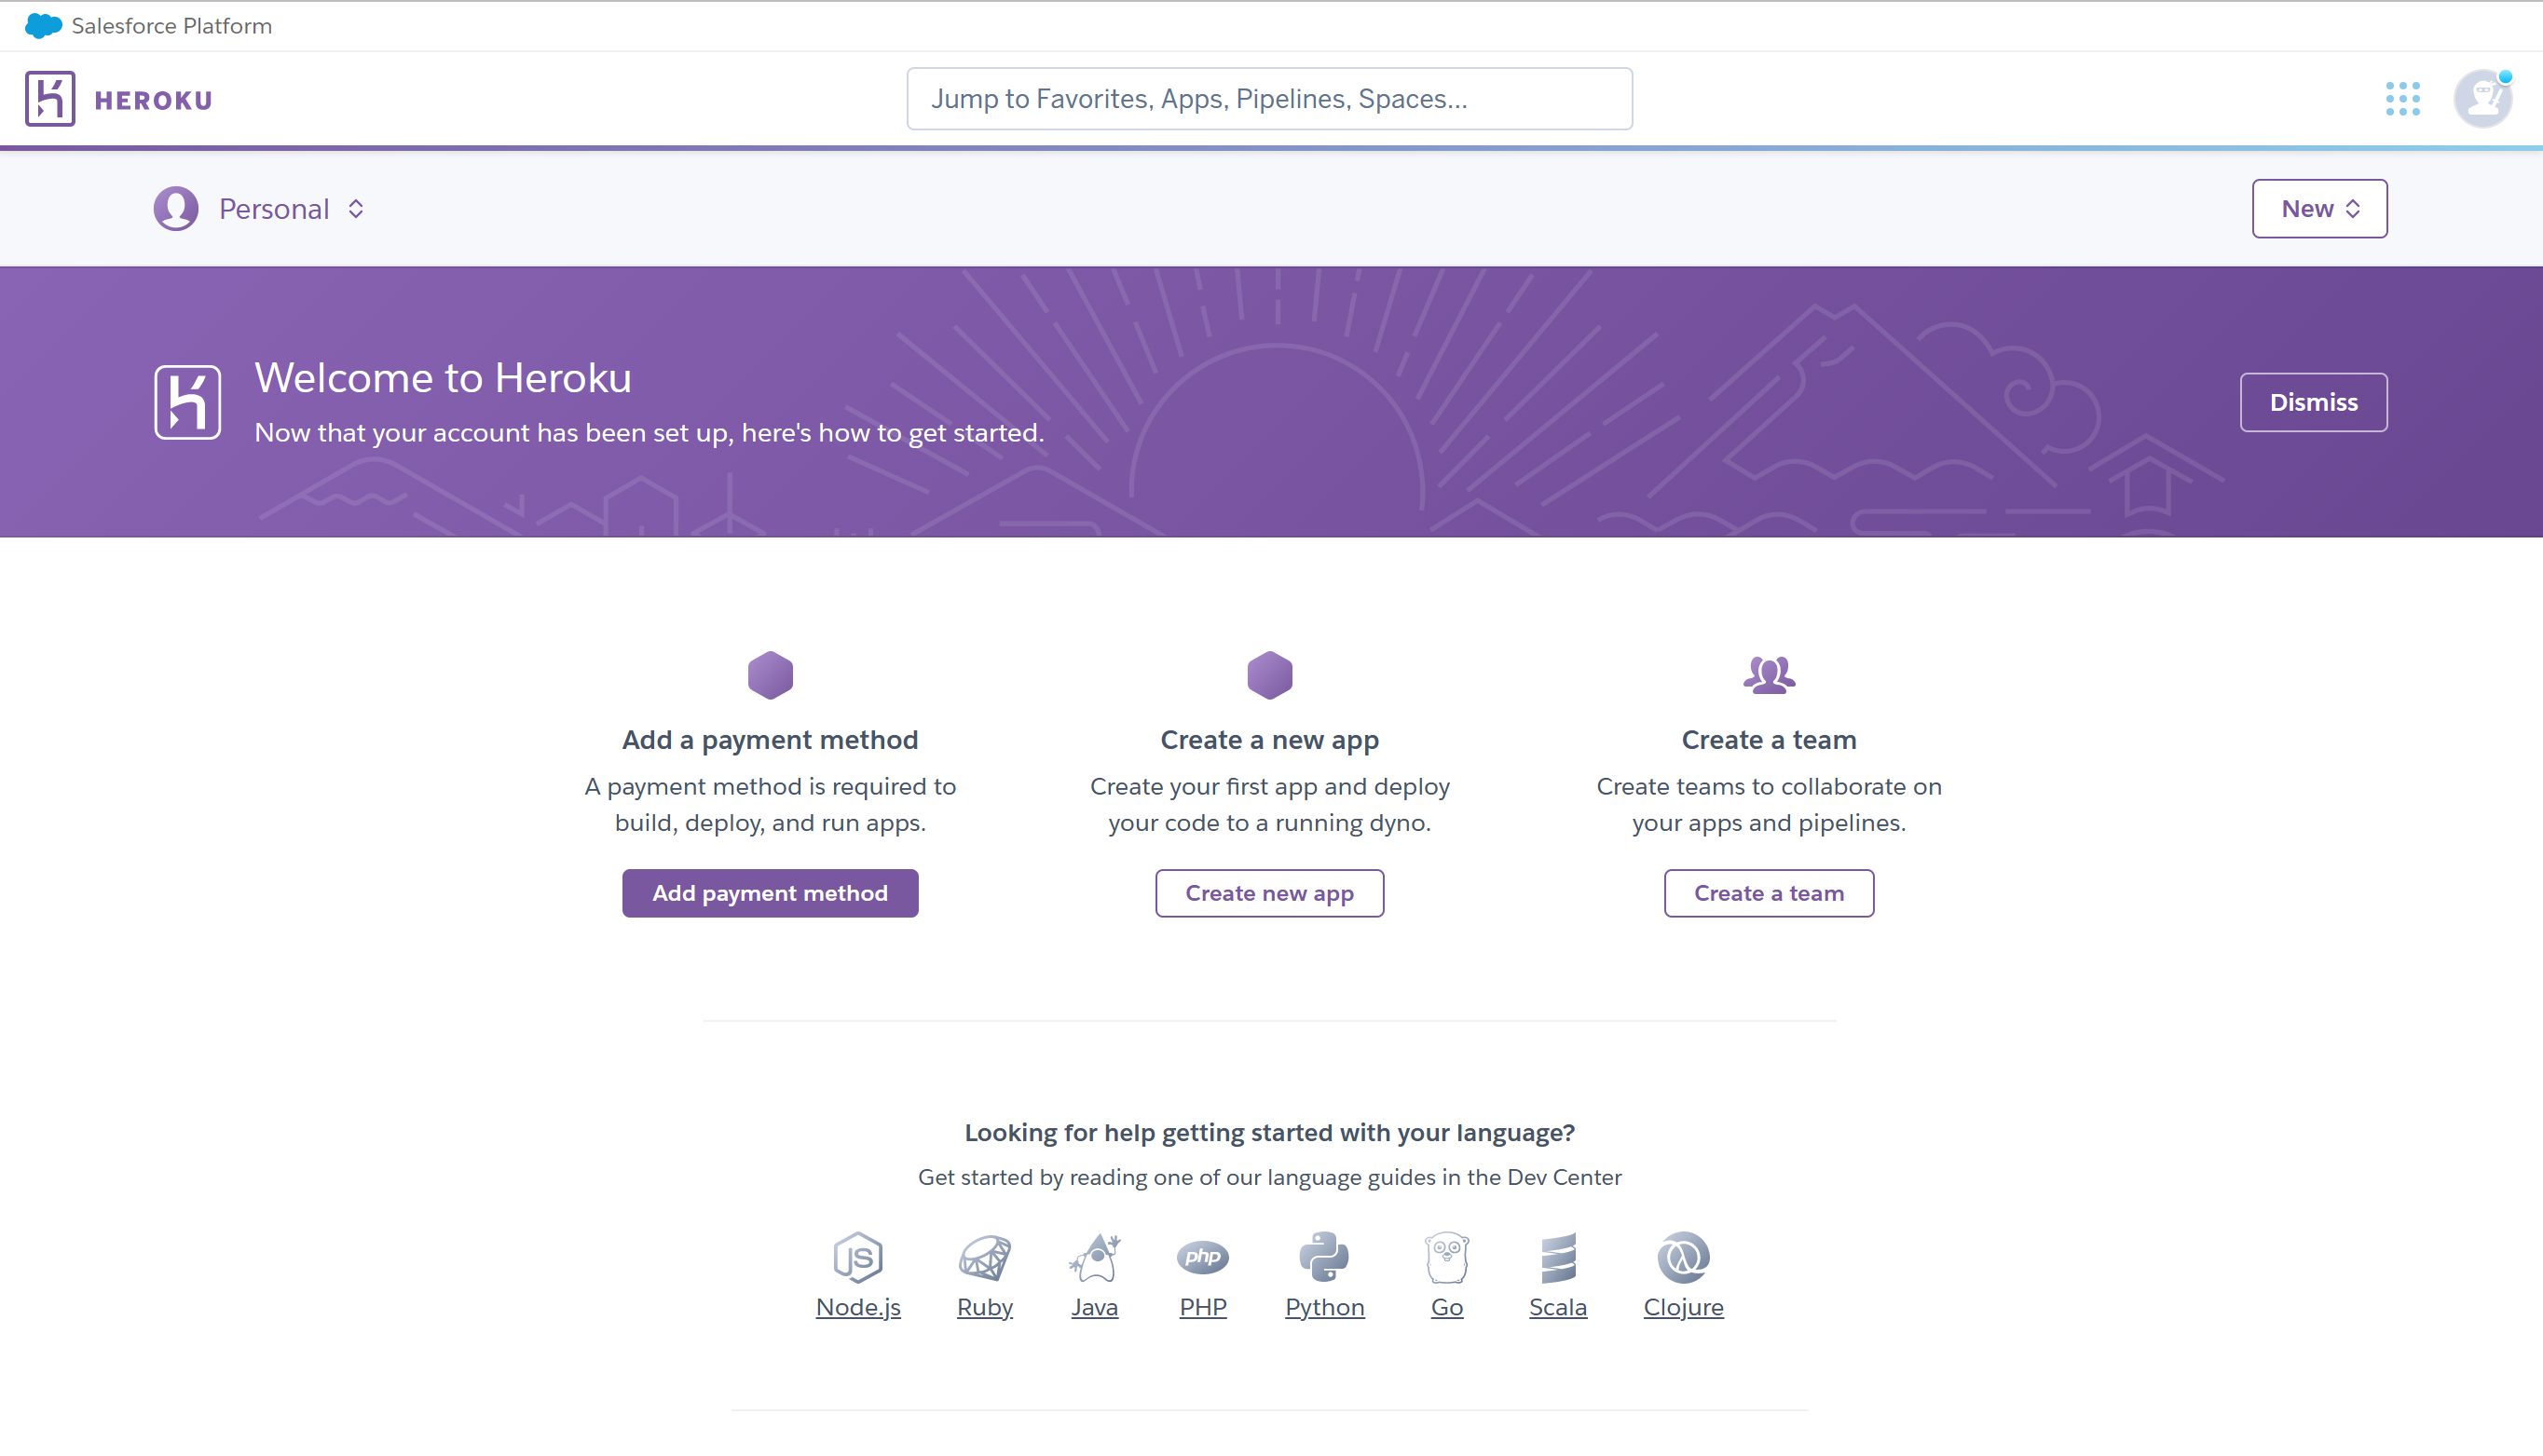 Salesforce Platform
HEROKU
Jump to Favorites, Apps, Pipelines, Spaces...
Personal
New
Welcome to Heroku
Now that your account has been set up, here's how to get started.
Dismiss
Add a payment method
A payment method is required to
build, deploy, and run apps.
Add payment method
Create a new app
Create your first app and deploy
your code to a running dyno.
Create new app
Create a team
Create teams to collaborate on
your apps and pipelines.
Create a team
Looking for help getting started with your language?
Get started by reading one of our language guides in the Dev Center
JS
php
Node.js
Ruby
Java
PHP
Python
Go
Scala
Clojure